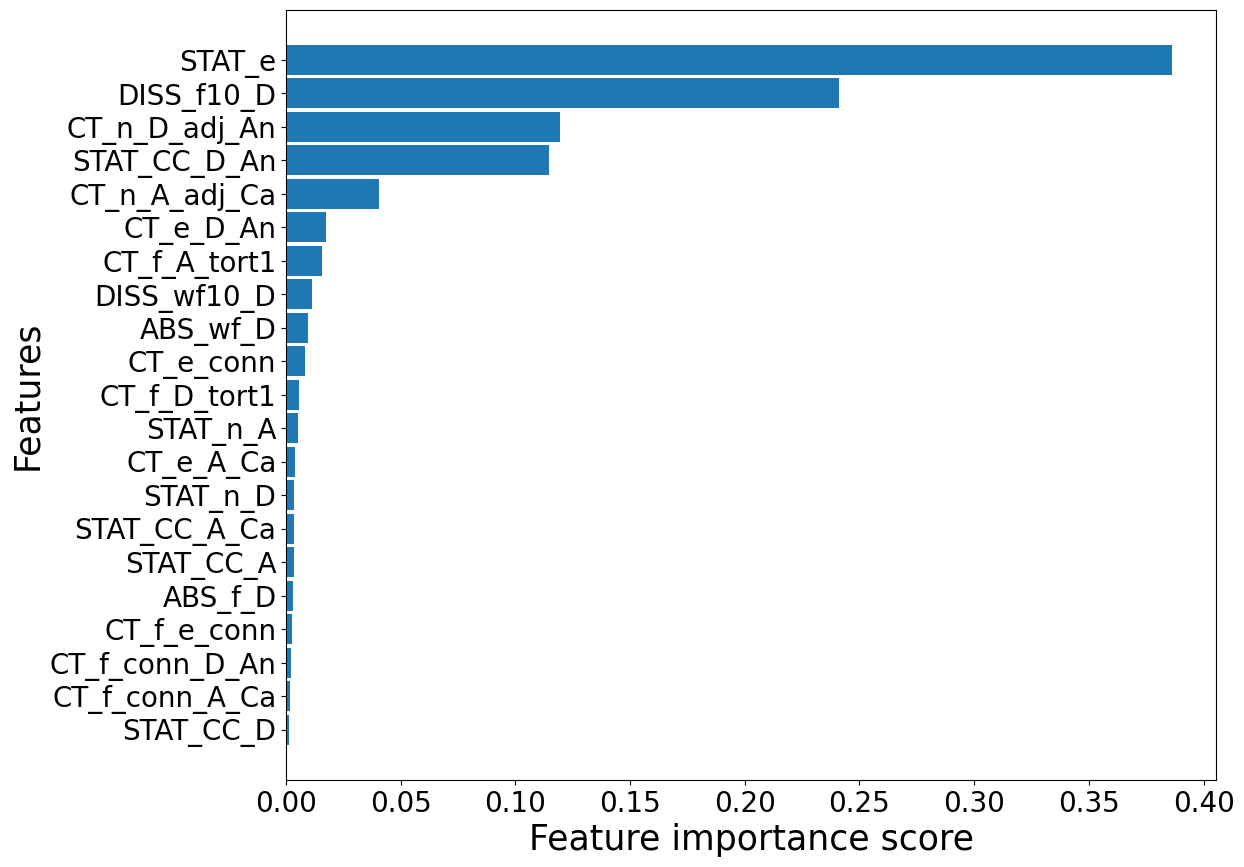 STAT_e
DISS_f10_D
CT_n_D_adj_An
STAT_CC_D_An
CT_n_A_adj_Ca
CT_e_D_An
CT_f_A_tort1
DISS_wf10_D
ABS_wf_D
CT_e_conn
CT_f_D_tort1
STAT_n_A
CT_e_A_Ca
STAT_n_D
STAT_CC_A_Ca
STAT_CC_A
ABS_f_D
CT_f_e_conn
CT_f_conn_D_An
CT_f_conn_A_Ca
STAT_CC_D
Features
0.00 0.05 0.10 0.15 0.20 0.25 0.30 0.35 0.40
Feature importance score